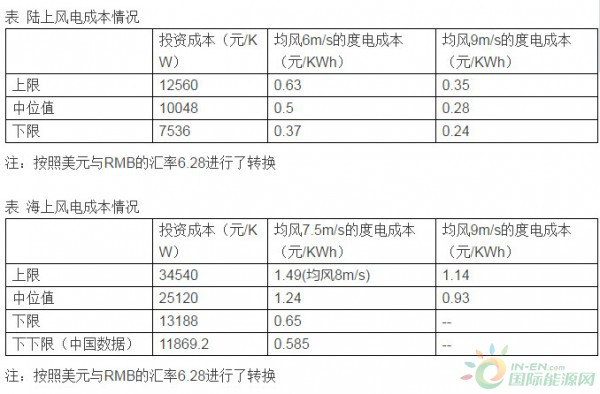 表 陆上风电成本情况
投资成本（元/K 均风6m/s的度电成本 均风9m/s的度电成本
W） （元/KWh） （元/KWh）
上限 12560 0.63 0.35
中位值 10048 0.5 0.28
下限 7536 0.37 0.24
注：按照美元与RMB的汇率6.28进行了转换
表 海上风电成本情况
投资成本（元/K 均风7.5m/s的度电成本 均风9m/s的度电成本
W） （元/KWh） （元/KWh）
上限 34540 1.49(均风8m/s) 1.14
中位值 25120 1.24 0.93
下限 13188 0.65 --
下下限（中国数据） 11869.2 0.585 --
注：按照美元与RMB的汇率6.28进行了转换
IN-EN.com
国际能源网